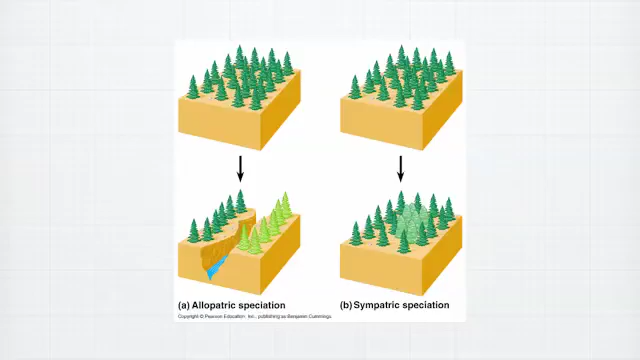 (a) Allopatric speciation
(b) Sympatric speciation
Copyright © Pearson Education, Inc., publishing as Benjamin Cummings.